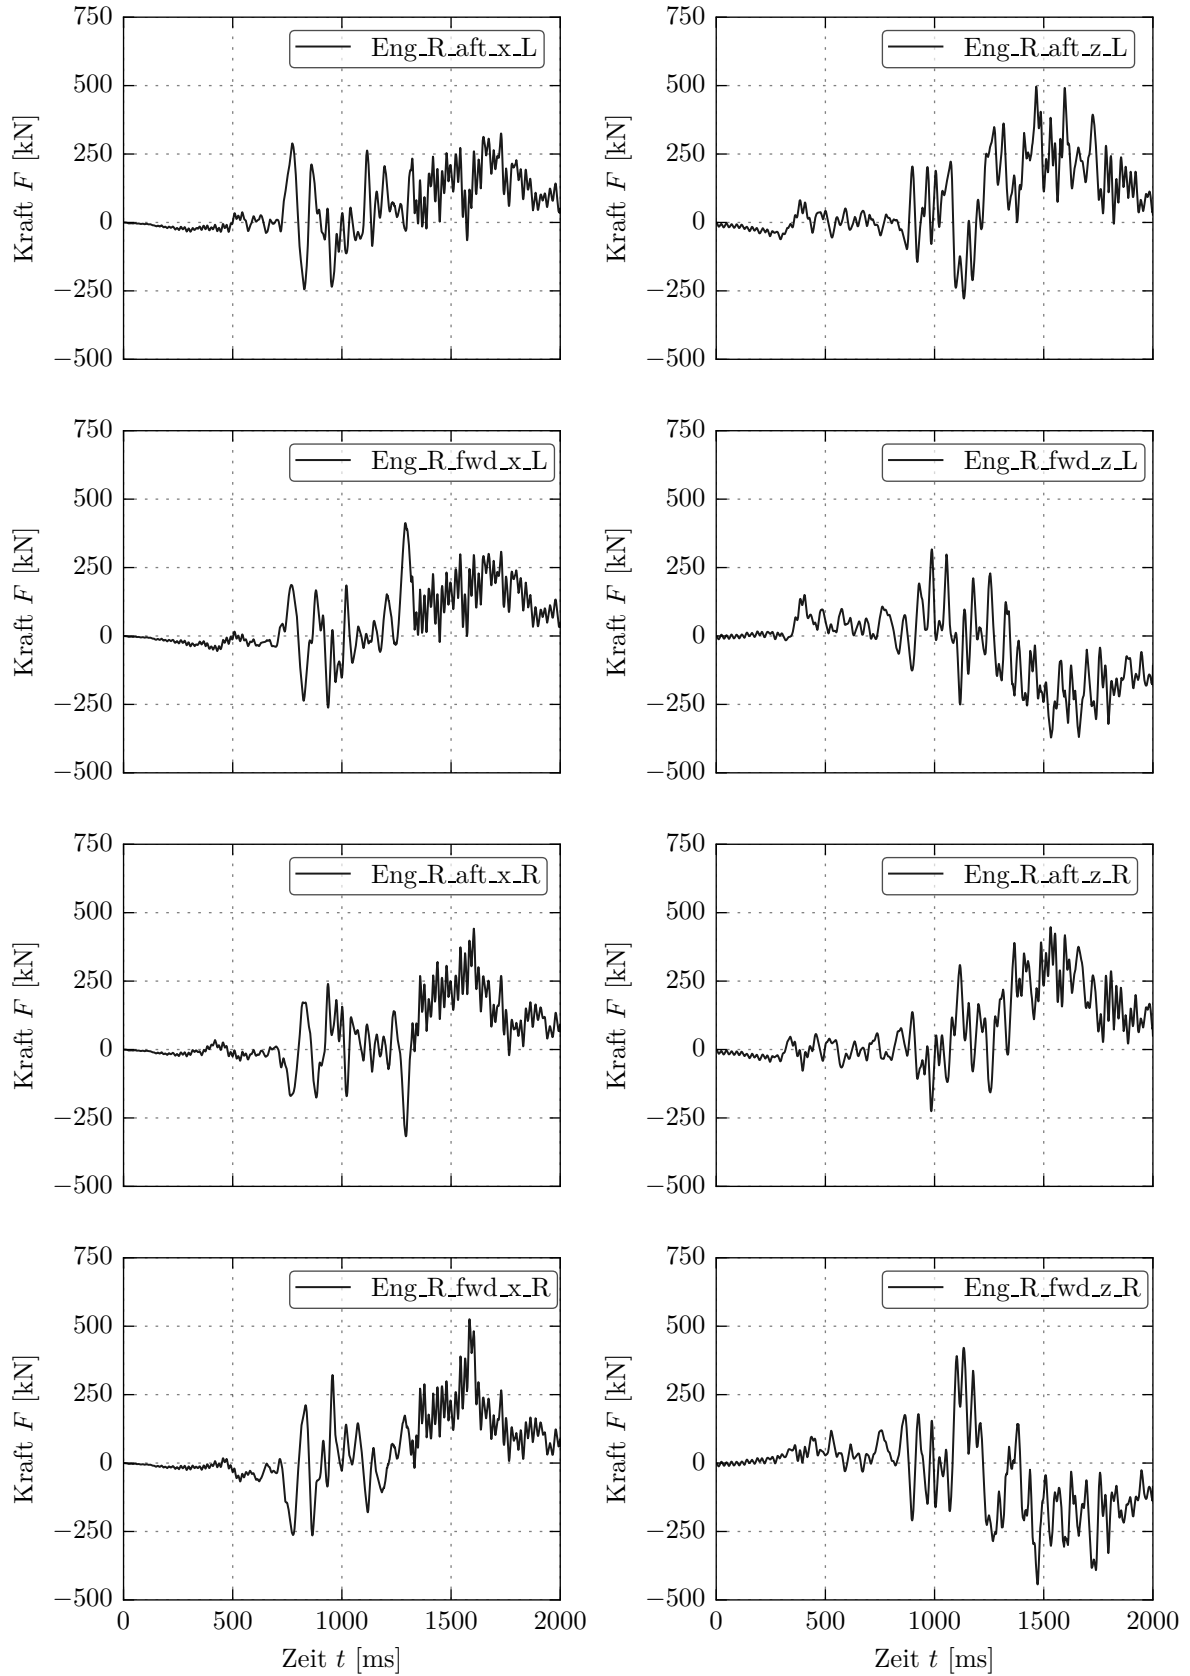 750
500
250
0
−250
−500
Kraft F [kN]
Eng_R_aft_x_L
750
500
250
0
−250
−500
Kraft F [kN]
Eng_R_aft_z_L
750
500
250
0
−250
−500
Kraft F [kN]
Eng_R_fwd_x_L
750
500
250
0
−250
−500
Kraft F [kN]
Eng_R_fwd_z_L
750
500
250
0
−250
−500
Kraft F [kN]
Eng_R_aft_x_R
750
500
250
0
−250
−500
Kraft F [kN]
Eng_R_aft_z_R
750
500
250
0
−250
−500
Kraft F [kN]
Eng_R_fwd_x_R
0 500 1000 1500 2000
Zeit t [ms]
750
500
250
0
−250
−500
Kraft F [kN]
Eng_R_fwd_z_R
0 500 1000 1500 2000
Zeit t [ms]